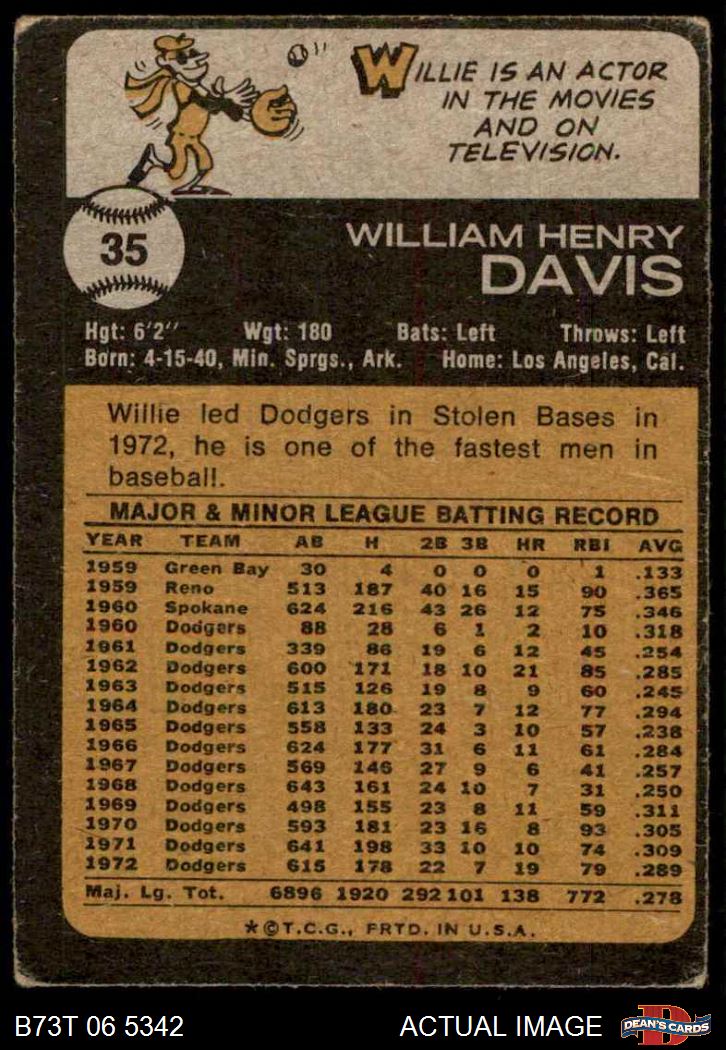 WILLIE IS AN ACTOR
IN THE MOVIES
AND ON
TELEVISION.
35
WILLIAM HENRY
DAVIS
Hgt: 6'2" Wgt: 180 Bats: Left Throws: Left
Born: 4-15-40, Min. Sprgs., Ark. Home: Los Angeles, Cal.
Willie led Dodgers in Stolen Bases in
1972, he is one of the fastest men in
baseball.
MAJOR & MINOR LEAGUE BATTING RECORD
YEAR TEAM AB H 2B 3B HR RBI AVG
1959 Green Bay 30 4 0 0 0 1 .133
1959 Reno 513 187 40 16 15 90 .365
1960 Spokane 624 216 43 26 12 75 .346
1960 Dodgers 88 28 6 1 2 10 .318
1961 Dodgers 339 86 19 6 12 45 .254
1962 Dodgers 600 171 18 10 21 85 .285
1963 Dodgers 515 126 19 8 9 60 .245
1964 Dodgers 613 180 23 7 12 77 .294
1965 Dodgers 558 133 24 3 10 57 .238
1966 Dodgers 624 177 31 6 11 61 .284
1967 Dodgers 569 146 27 9 6 41 .257
1968 Dodgers 643 161 24 10 7 31 .250
1969 Dodgers 498 155 23 8 11 59 .311
1970 Dodgers 593 181 23 16 8 93 .305
1971 Dodgers 641 198 33 10 10 74 .309
1972 Dodgers 615 178 22 7 19 79 .289
Maj. Lg. Tot. 6896 1920 292 101 138 772 .278
*©T.C.G., PRTD. IN U.S.A.
B73T 06 5342 ACTUAL IMAGE
D
DEAN'S CARDS